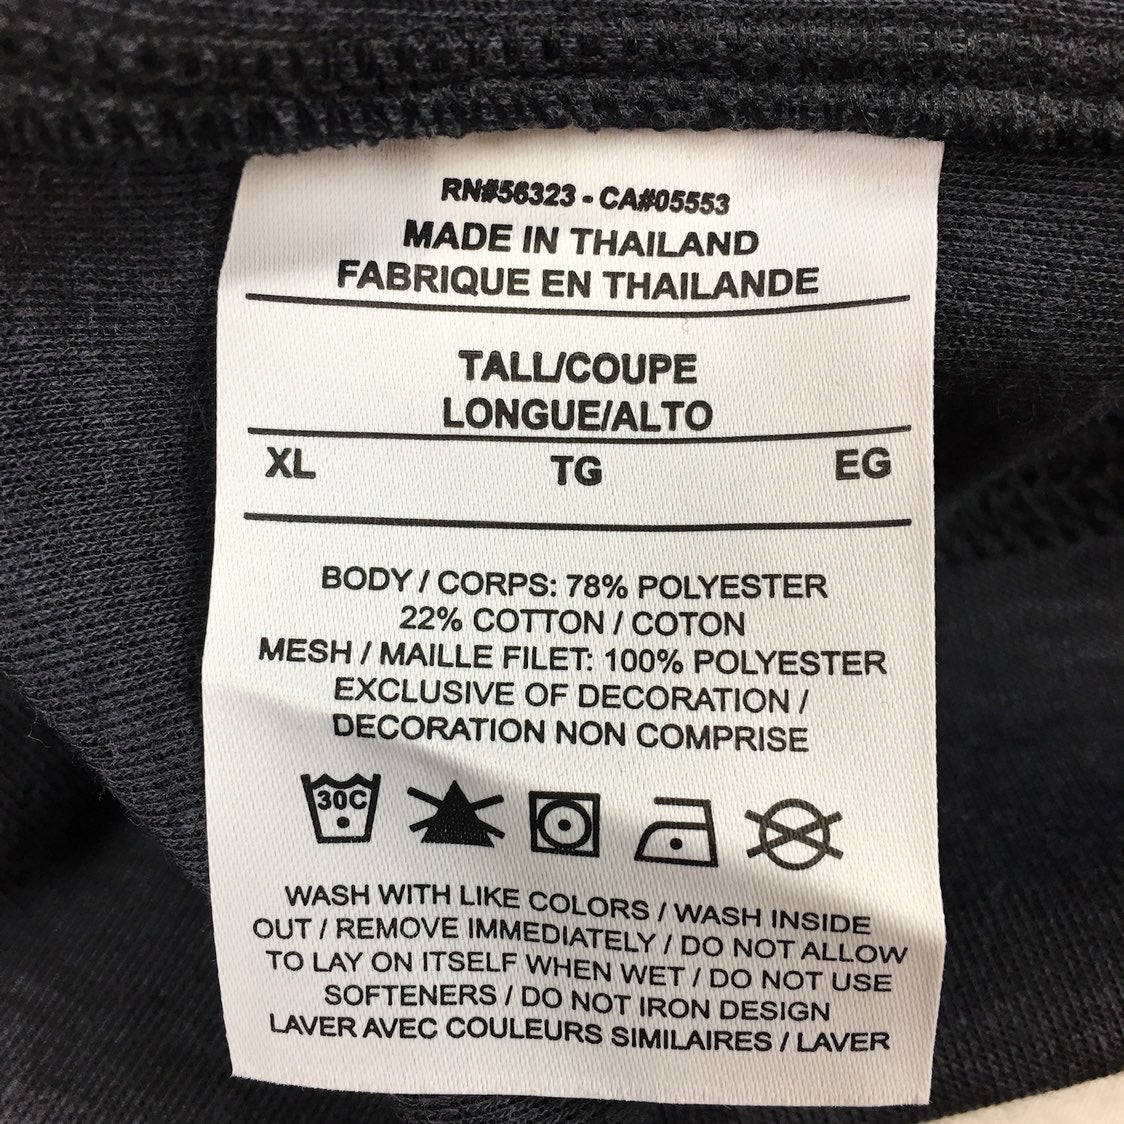 RN#56323 - CA#05553
MADE IN THAILAND
FABRIQUE EN THAILANDE
TALL/COUPE
LONGUE/ALTO
XL TG EG
BODY / CORPS: 78% POLYESTER
22% COTTON / COTON
MESH / MAILLE FILET: 100% POLYESTER
EXCLUSIVE OF DECORATION /
DECORATION NON COMPRISE
30C
WASH WITH LIKE COLORS / WASH INSIDE
OUT / REMOVE IMMEDIATELY / DO NOT ALLOW
TO LAY ON ITSELF WHEN WET / DO NOT USE
SOFTENERS / DO NOT IRON DESIGN
LAVER AVEC COULEURS SIMILAIRES / LAVER